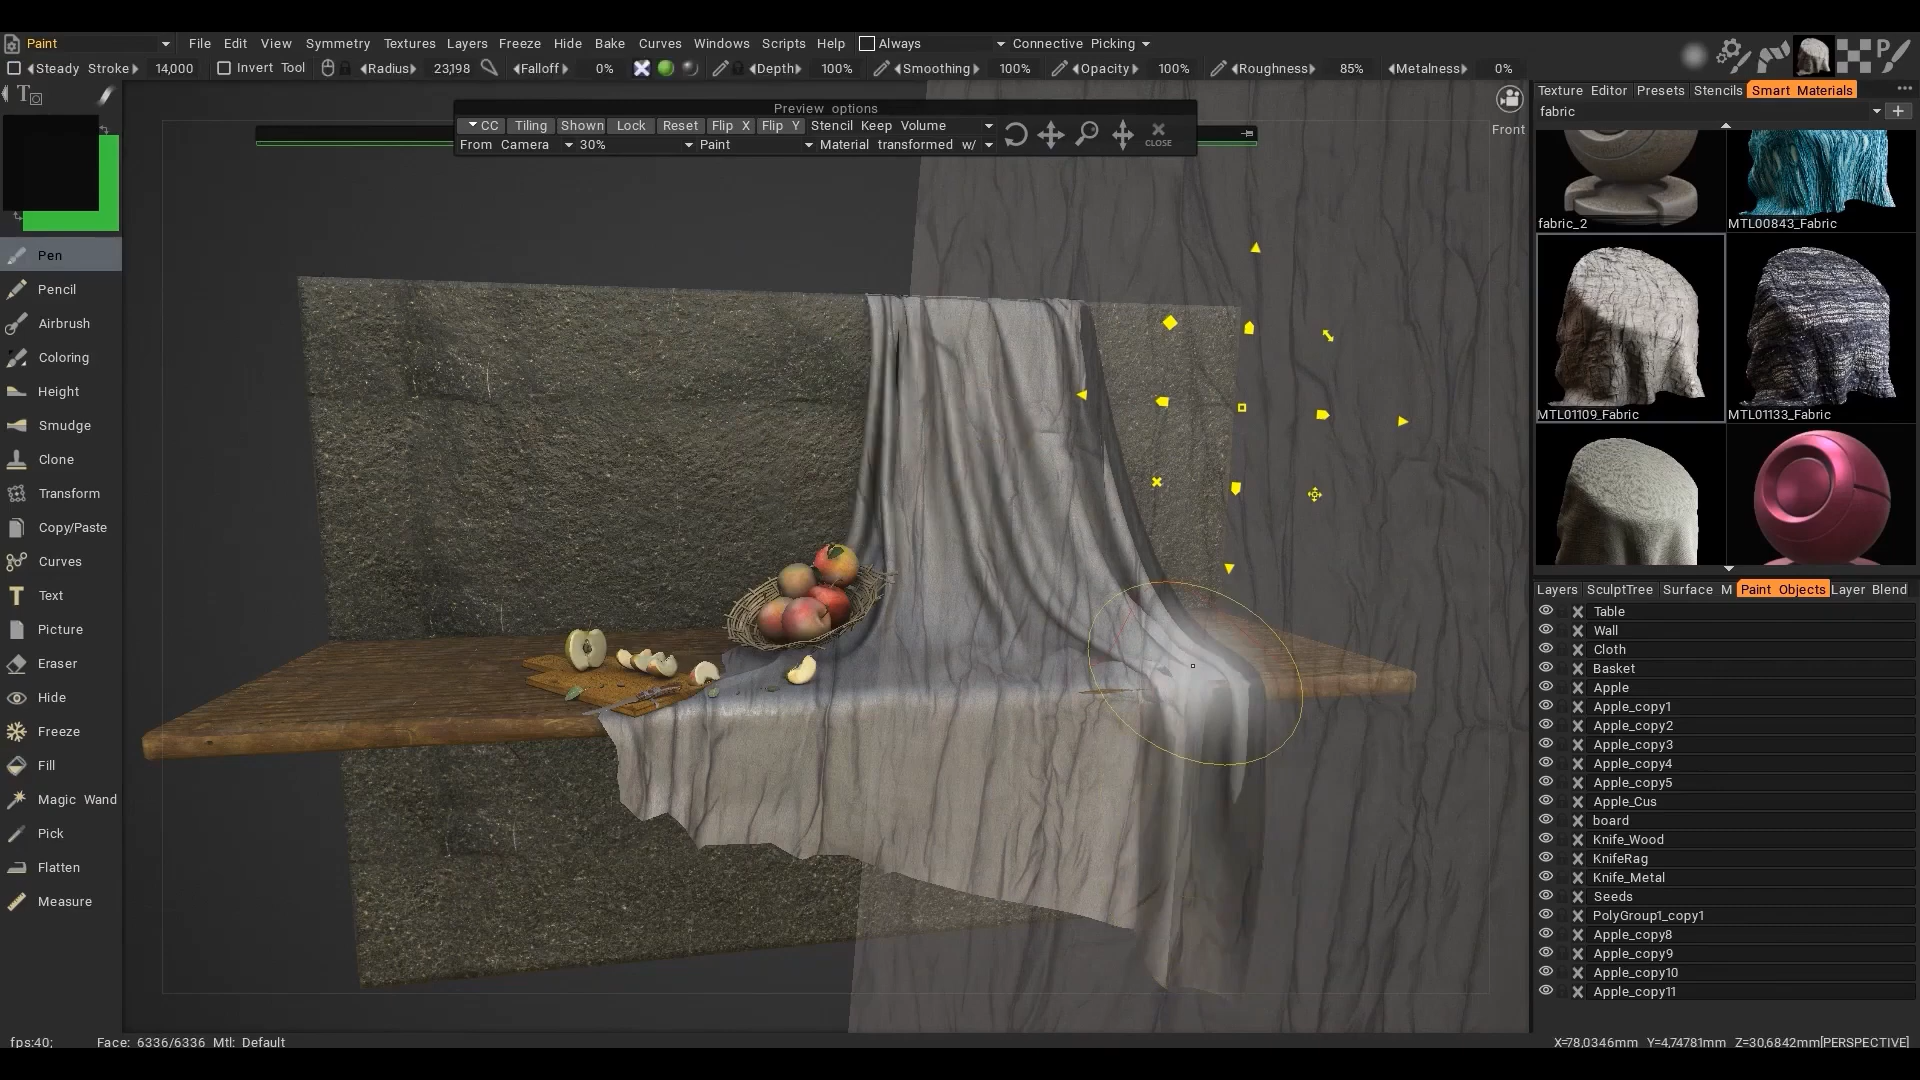 Paint File Edit View Symmetry Textures Layers Freeze Hide Bake Curves Windows Scripts Help Always Connective Picking
Steady Stroke 14,000 Invert Tool Radius 23,198 Falloff 0% Depth 100% Smoothing 100% Opacity 100% Roughness 85% Metalness 0%
Texture Editor Presets Stencils Smart Materials
fabric
Preview options
CC Tiling Shown Lock Reset Flip X Flip Y Stencil Keep Volume
From Camera 30% Paint Material transformed w/
CLOSE
Front
fabric_2 MTL00843_Fabric
MTL01109_Fabric MTL01133_Fabric
Pen
Pencil
Airbrush
Coloring
Height
Smudge
Clone
Transform
Copy/Paste
Curves
Text
Picture
Eraser
Hide
Freeze
Fill
Magic Wand
Pick
Flatten
Measure
Layers SculptTree Surface M Paint Objects Layer Blend
Table
Wall
Cloth
Basket
Apple
Apple_copy1
Apple_copy2
Apple_copy3
Apple_copy4
Apple_copy5
Apple_Cus
board
Knife_Wood
KnifeRag
Knife_Metal
Seeds
PolyGroup1_copy1
Apple_copy8
Apple_copy9
Apple_copy10
Apple_copy11
fps:40; Face: 6336/6336 Mtl: Default X=78,0346mm Y=4,74781mm Z=30,6842mm[PERSPECTIVE]